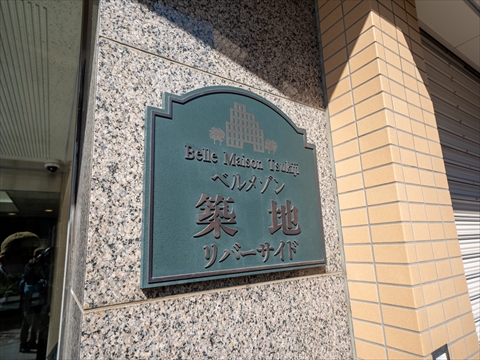 Belle Maison Tsukiji
ベルメゾン
築地
リバーサイド